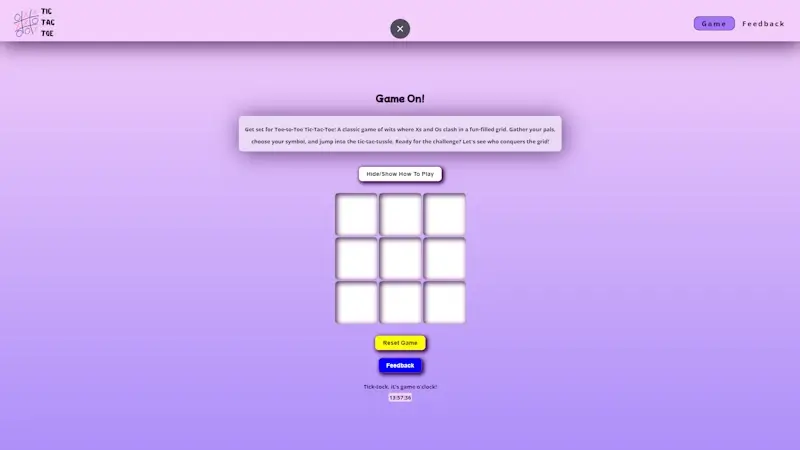 TIC
TAC
TOE
Game
Feedback
Game On!
Get set for Toe-to-Toe Tic-Tac-Toe! A classic game of wits where Xs and Os clash in a fun-filled grid. Gather your pals,
choose your symbol, and jump into the tic-tac-tussle. Ready for the challenge? Let's see who conquers the grid!
Hide/Show How To Play
Reset Game
Feedback
Tick-tock, it's game o'clock!
13:57:36